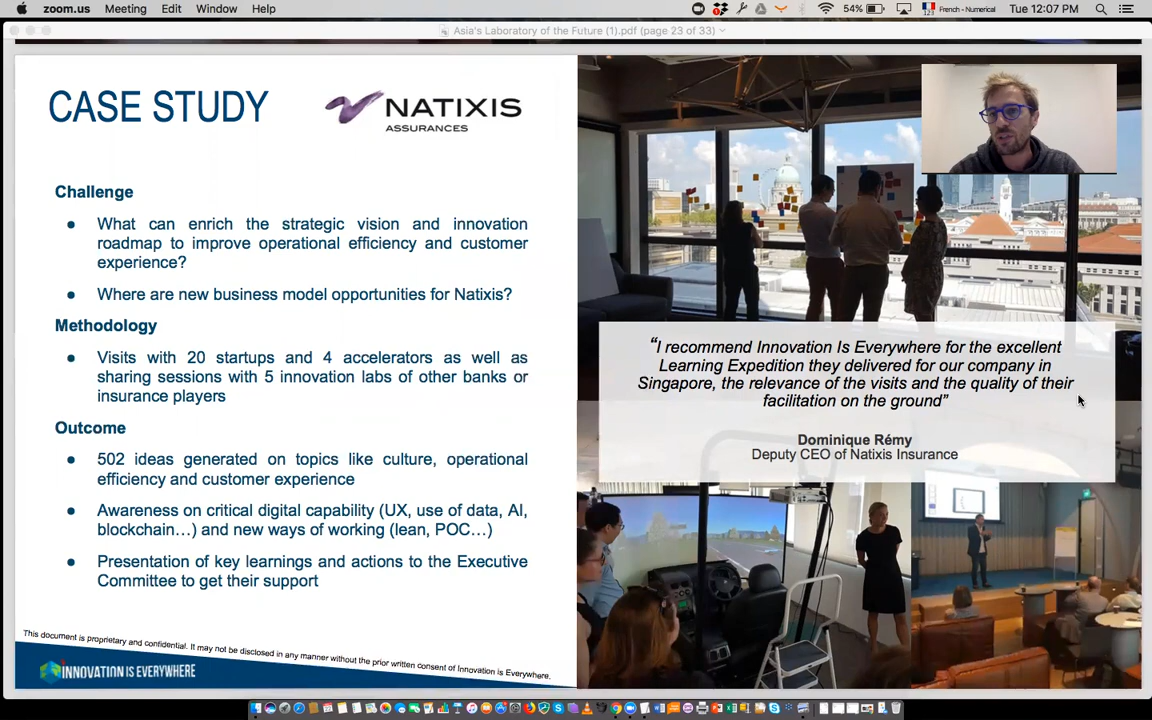 zoom.us Meeting Edit Window Help 54% French - Numerical Tue 12:07 PM
Asia's Laboratory of the Future (1).pdf (page 23 of 33)
CASE STUDY
NATIXIS
ASSURANCES
Challenge
What can enrich the strategic vision and innovation
roadmap to improve operational efficiency and customer
experience?
Where are new business model opportunities for Natixis?
Methodology
Visits with 20 startups and 4 accelerators as well as
sharing sessions with 5 innovation labs of other banks or
insurance players
Outcome
502 ideas generated on topics like culture, operational
efficiency and customer experience
Awareness on critical digital capability (UX, use of data, AI,
blockchain…) and new ways of working (lean, POC…)
Presentation of key learnings and actions to the Executive
Committee to get their support
This document is proprietary and confidential. It may not be disclosed in any manner without the prior written consent of Innovation is Everywhere.
INNOVATION IS EVERYWHERE
“I recommend Innovation Is Everywhere for the excellent
Learning Expedition they delivered for our company in
Singapore, the relevance of the visits and the quality of their
facilitation on the ground”
Dominique Rémy
Deputy CEO of Natixis Insurance